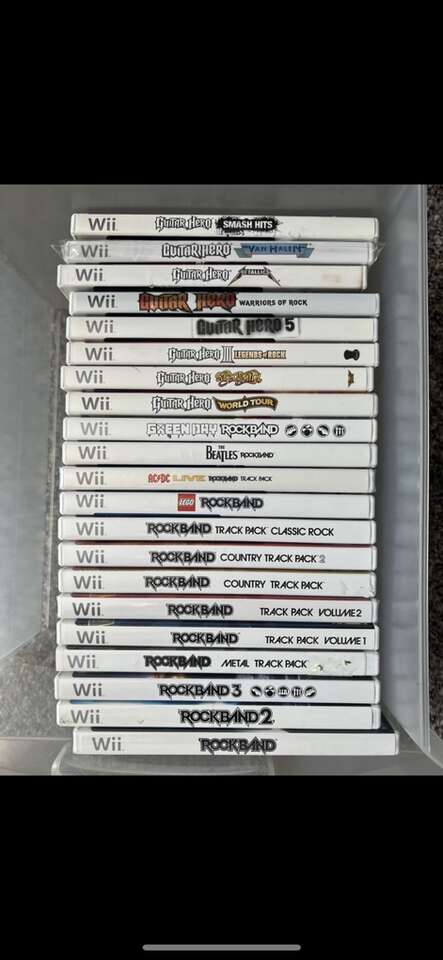 Wii GUITAR HERO SMASH HITS
Wii GUITAR HERO VAN HALEN
Wii GUITAR HERO METALLICA
Wii GUITAR HERO WARRIORS OF ROCK
Wii GUITAR HERO 5
Wii GUITAR HERO III LEGENDS OF ROCK
Wii GUITAR HERO AEROSMITH
Wii GUITAR HERO WORLD TOUR
Wii GREEN DAY ROCKBAND
Wii THE BEATLES ROCKBAND
Wii AC/DC LIVE ROCKBAND TRACK PACK
Wii LEGO ROCKBAND
Wii ROCKBAND TRACK PACK CLASSIC ROCK
Wii ROCKBAND COUNTRY TRACK PACK 2
Wii ROCKBAND COUNTRY TRACK PACK
Wii ROCKBAND TRACK PACK VOLUME 2
Wii ROCKBAND TRACK PACK VOLUME 1
Wii ROCKBAND METAL TRACK PACK
Wii ROCKBAND 3
Wii ROCKBAND 2
Wii ROCKBAND